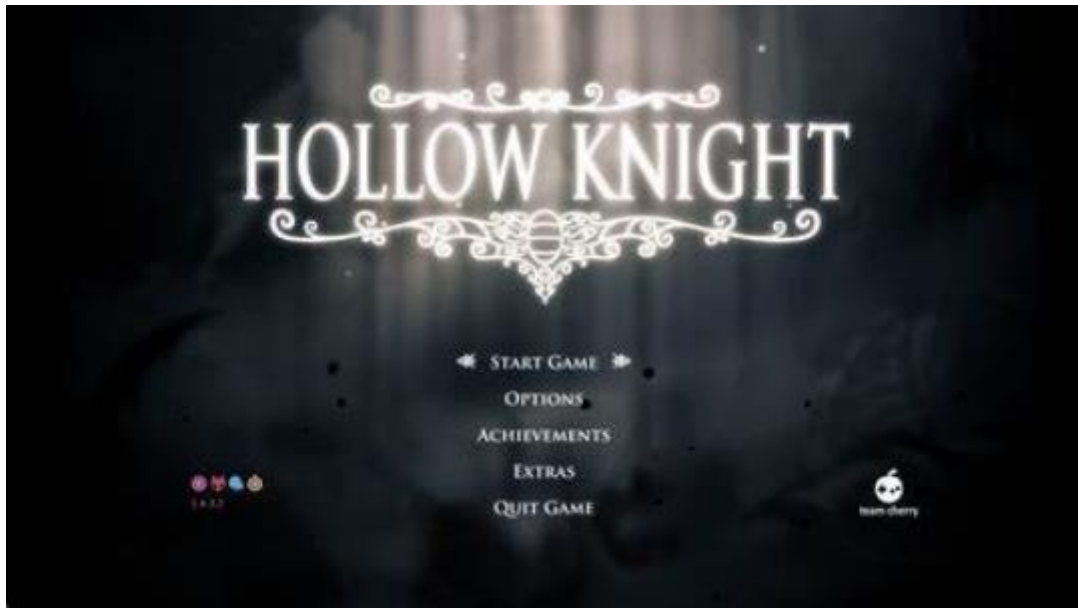 HOLLOW KNIGHT
START GAME
OPTIONS
ACHIEVEMENTS
EXTRAS
QUIT GAME
team cherry